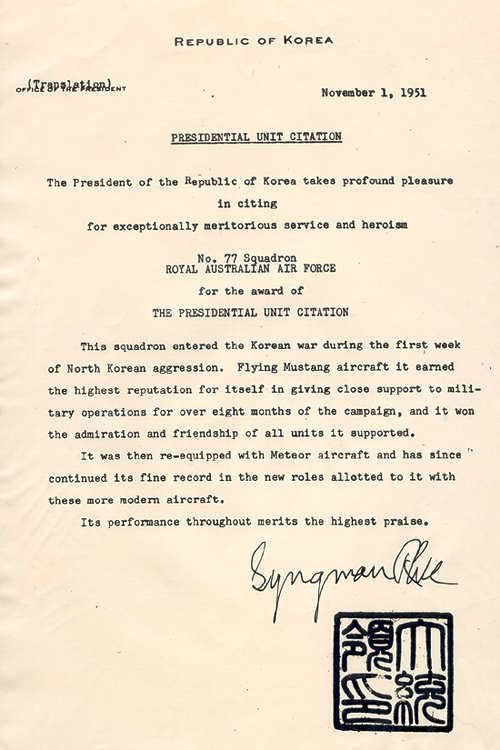 REPUBLIC OF KOREA
(Translation)
OFFICE OF THE PRESIDENT
November 1, 1951
PRESIDENTIAL UNIT CITATION
The President of the Republic of Korea takes profound pleasure
in citing
for exceptionally meritorious service and heroism
No. 77 Squadron
ROYAL AUSTRALIAN AIR FORCE
for the award of
THE PRESIDENTIAL UNIT CITATION
This squadron entered the Korean war during the first week
of North Korean aggression. Flying Mustang aircraft it earned
the highest reputation for itself in giving close support to mili-
tary operations for over eight months of the campaign, and it won
the admiration and friendship of all units it supported.
It was then re-equipped with Meteor aircraft and has since
continued its fine record in the new roles allotted to it with
these more modern aircraft.
Its performance throughout merits the highest praise.
Syngman Rhee
大統
領印